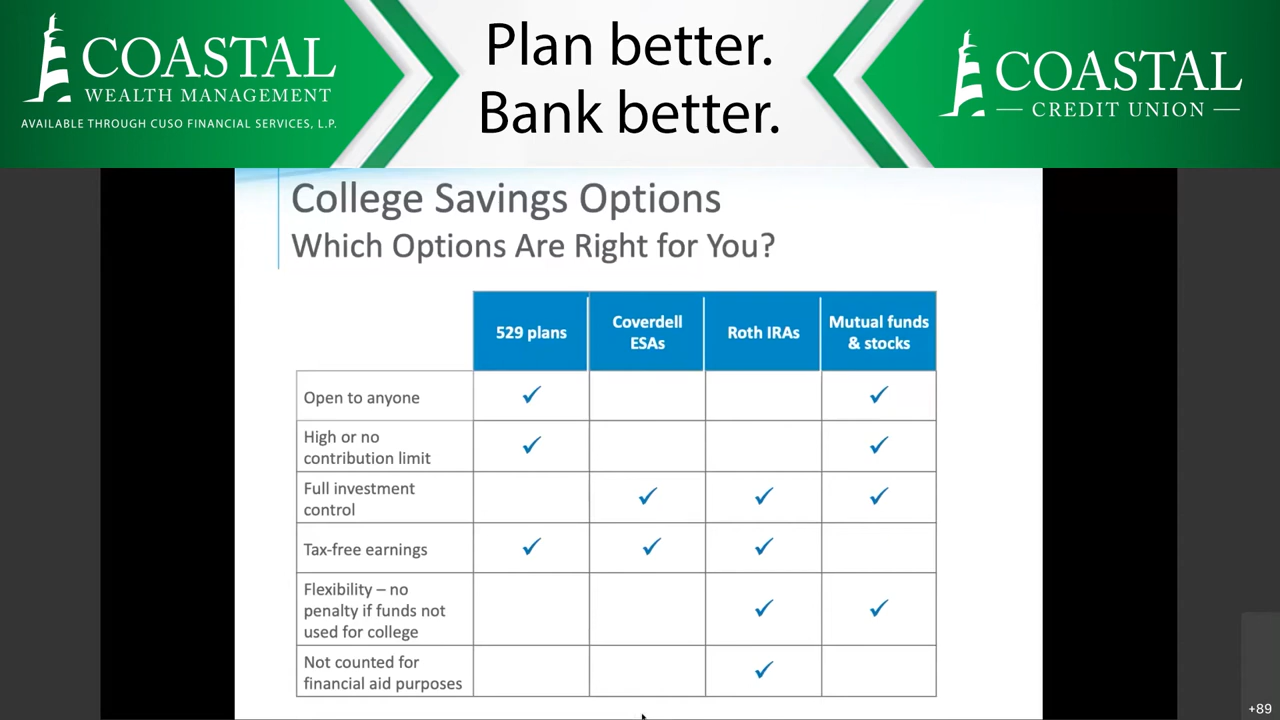 COASTAL
WEALTH MANAGEMENT
AVAILABLE THROUGH CUSO FINANCIAL SERVICES, L.P.
Plan better.
Bank better.
COASTAL
CREDIT UNION
College Savings Options
Which Options Are Right for You?
529 plans
Coverdell
ESAs
Roth IRAs
Mutual funds
& stocks
Open to anyone
✓ ✓
High or no
contribution limit
✓ ✓
Full investment
control
✓ ✓ ✓
Tax-free earnings
✓ ✓ ✓
Flexibility – no
penalty if funds not
used for college
✓ ✓
Not counted for
financial aid purposes
✓
+89